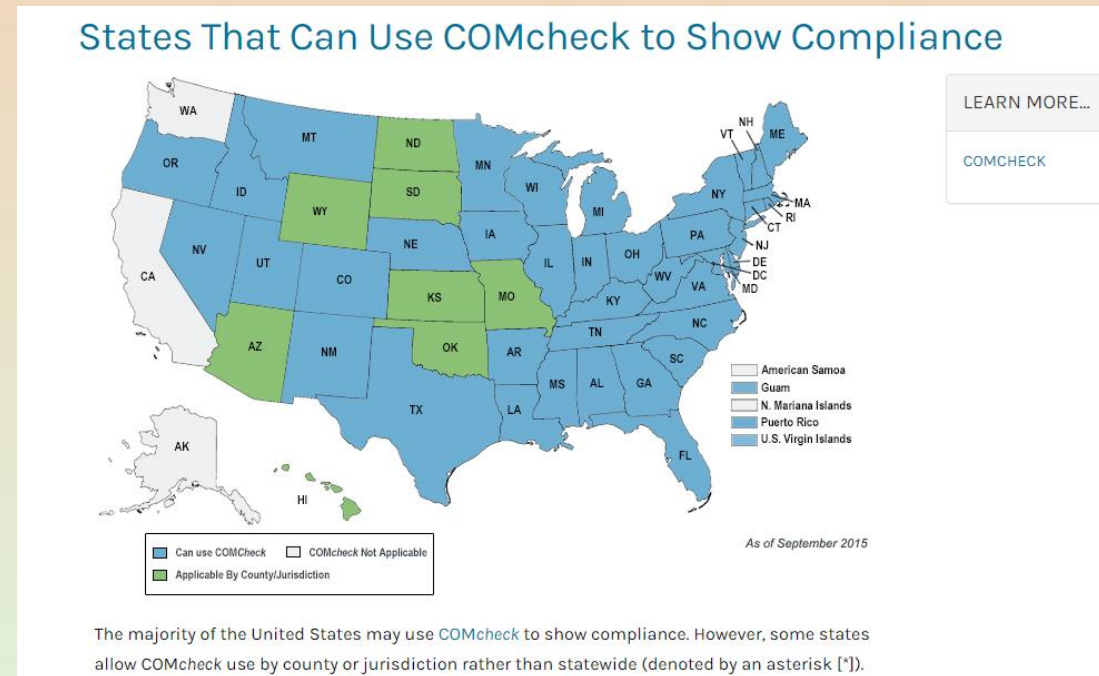 States That Can Use COMcheck to Show Compliance
LEARN MORE...
COMCHECK
WA
MT
ND
MN
VT
NH
ME
OR
ID
SD
WI
NY
MA
WY
MI
RI
CT
IA
PA
NJ
NV
NE
OH
DE
UT
IL
IN
DC
CA
CO
WV
VA
MD
KS
MO
KY
NC
AZ
NM
OK
AR
TN
SC
MS
AL
GA
TX
LA
FL
AK
HI
American Samoa
Guam
N. Mariana Islands
Puerto Rico
U.S. Virgin Islands
As of September 2015
Can use COMCheck
COMcheck Not Applicable
Applicable By County/Jurisdiction
The majority of the United States may use COMcheck to show compliance. However, some states
allow COMcheck use by county or jurisdiction rather than statewide (denoted by an asterisk [*]).